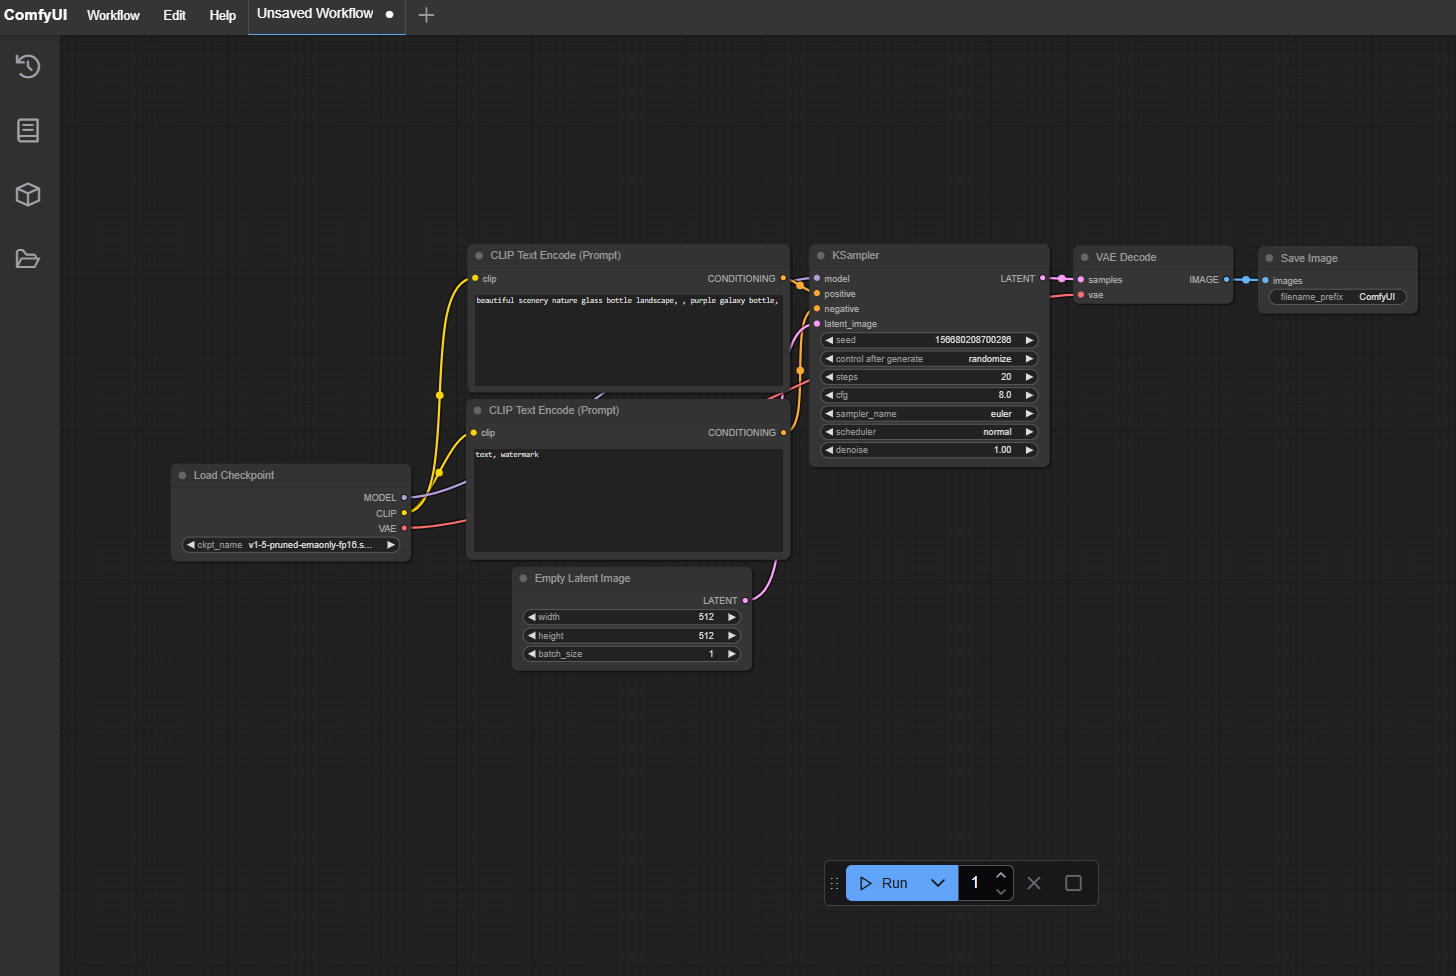 ComfyUI Workflow Edit Help Unsaved Workflow
CLIP Text Encode (Prompt)
clip CONDITIONING
beautiful scenery nature glass bottle landscape, , purple galaxy bottle,
CLIP Text Encode (Prompt)
clip CONDITIONING
text, watermark
Load Checkpoint
MODEL
CLIP
VAE
ckpt_name v1-5-pruned-emaonly-fp16.s...
Empty Latent Image
LATENT
width 512
height 512
batch_size 1
KSampler
model LATENT
positive
negative
latent_image
seed 156680208700286
control after generate randomize
steps 20
cfg 8.0
sampler_name euler
scheduler normal
denoise 1.00
VAE Decode
samples IMAGE
vae
Save Image
images
filename_prefix ComfyUI
Run 1